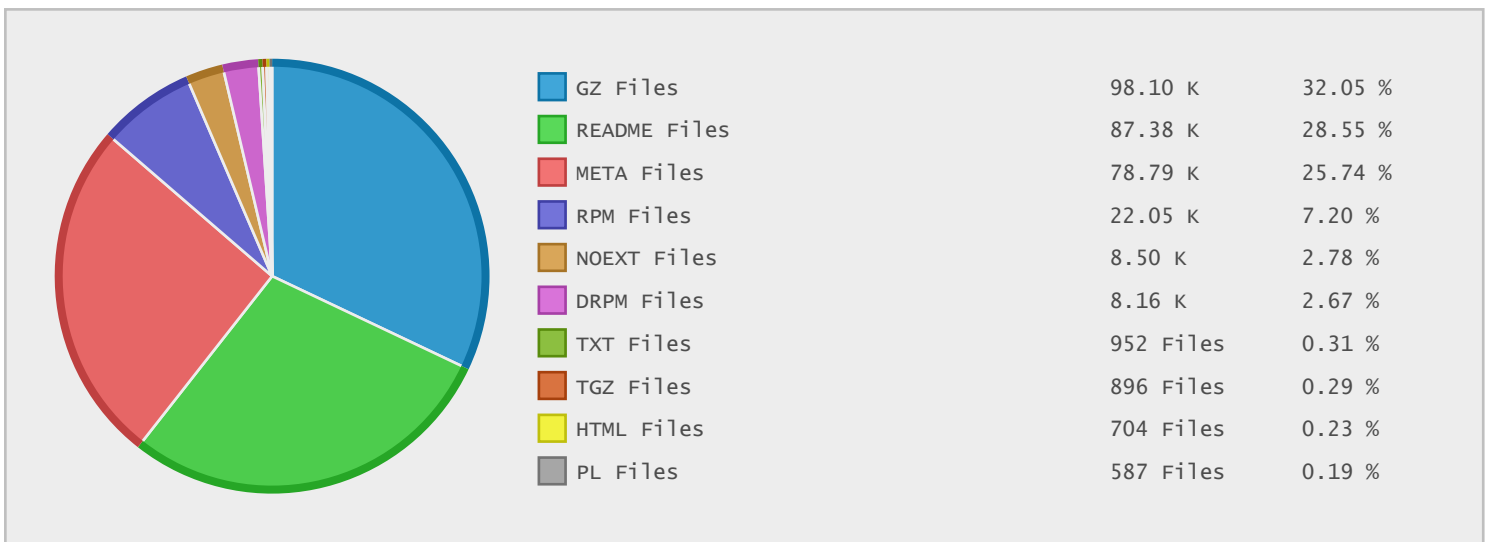 GZ Files 98.10 K 32.05 %
README Files 87.38 K 28.55 %
META Files 78.79 K 25.74 %
RPM Files 22.05 K 7.20 %
NOEXT Files 8.50 K 2.78 %
DRPM Files 8.16 K 2.67 %
TXT Files 952 Files 0.31 %
TGZ Files 896 Files 0.29 %
HTML Files 704 Files 0.23 %
PL Files 587 Files 0.19 %